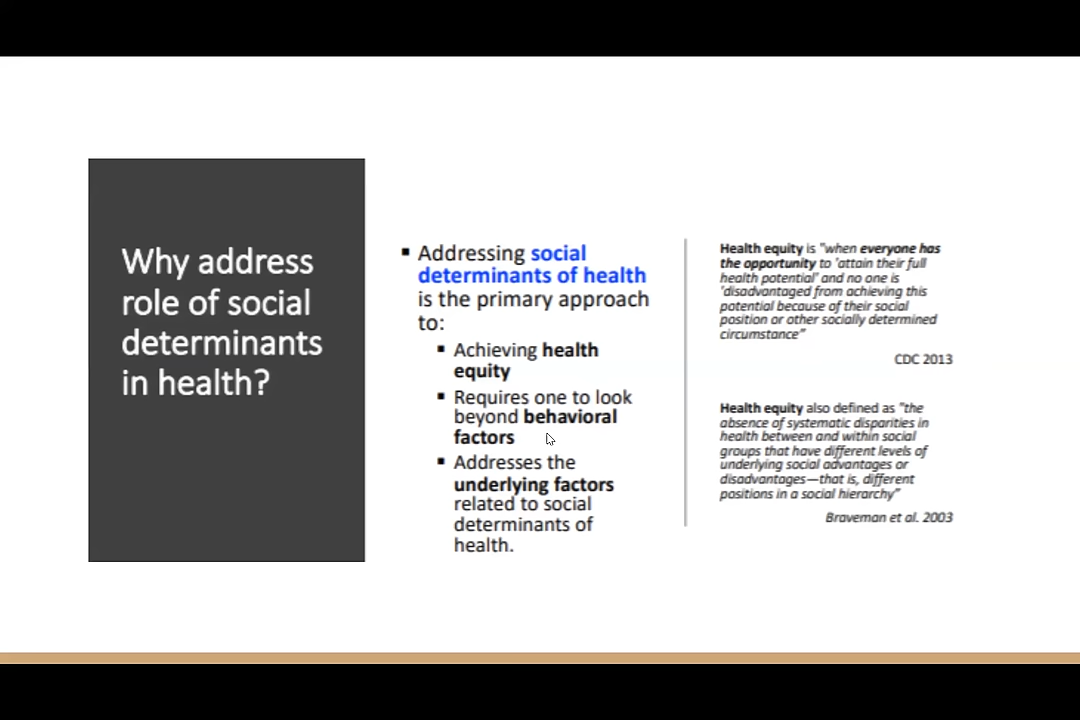 Why address
role of social
determinants
in health?
▪ Addressing social
determinants of health
is the primary approach
to:
▪ Achieving health
equity
▪ Requires one to look
beyond behavioral
factors
▪ Addresses the
underlying factors
related to social
determinants of
health.
Health equity is "when everyone has
the opportunity to 'attain their full
health potential' and no one is
'disadvantaged from achieving this
potential because of their social
position or other socially determined
circumstance"
CDC 2013
Health equity also defined as "the
absence of systematic disparities in
health between and within social
groups that have different levels of
underlying social advantages or
disadvantages—that is, different
positions in a social hierarchy"
Braveman et al. 2003